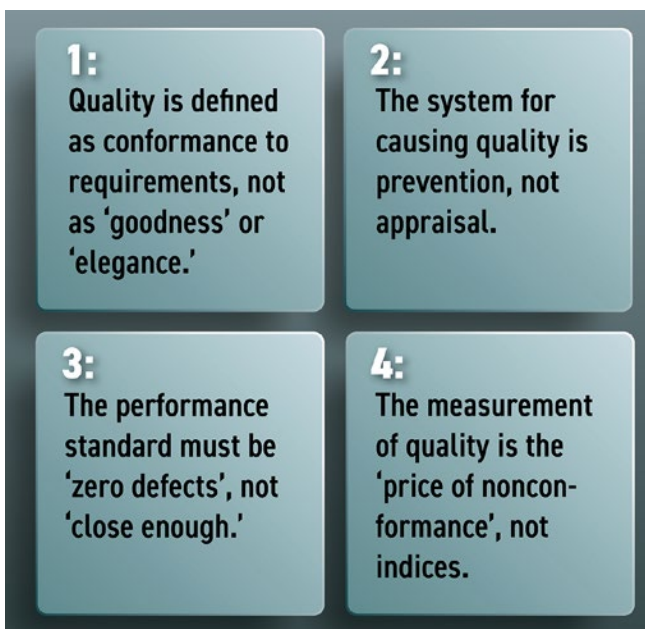 1:
Quality is defined
as conformance to
requirements, not
as ‘goodness’ or
‘elegance.’
2:
The system for
causing quality is
prevention, not
appraisal.
3:
The performance
standard must be
‘zero defects’, not
‘close enough.’
4:
The measurement
of quality is the
‘price of noncon-
formance’, not
indices.